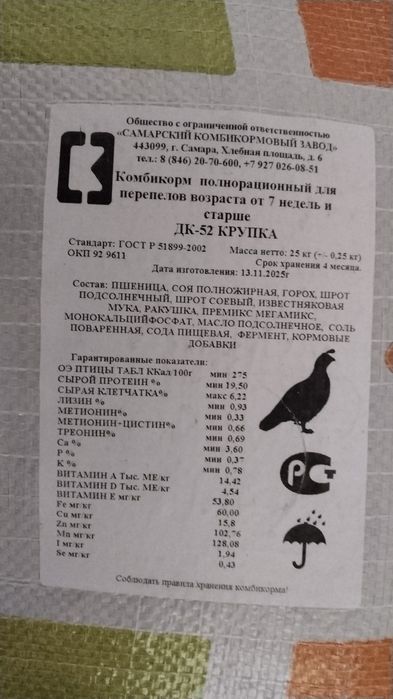 Общество с ограниченной ответственностью
«САМАРСКИЙ КОМБИКОРМОВЫЙ ЗАВОД»
443099, г. Самара, Хлебная площадь, д. 6
тел.: 8 (846) 20-70-600, +7 927 026-08-51
Комбикорм полнорационный для
перепелов возраста от 7 недель и
старше
ДК-52 КРУПКА
Стандарт: ГОСТ Р 51899-2002 Масса нетто: 25 кг (+- 0,25 кг)
ОКП 92 9611 Срок хранения 4 месяца.
Дата изготовления: 13.11.2025г
Состав: ПШЕНИЦА, СОЯ ПОЛНОЖИРНАЯ, ГОРОХ, ШРОТ
ПОДСОЛНЕЧНЫЙ, ШРОТ СОЕВЫЙ, ИЗВЕСТНЯКОВАЯ
МУКА, РАКУШКА, ПРЕМИКС МЕГАМИКС,
МОНОКАЛЬЦИЙФОСФАТ, МАСЛО ПОДСОЛНЕЧНОЕ, СОЛЬ
ПОВАРЕННАЯ, СОДА ПИЩЕВАЯ, ФЕРМЕНТ, КОРМОВЫЕ
ДОБАВКИ
Гарантированные показатели:
ОЭ ПТИЦЫ ТАБЛ ККал 100г мин 275
СЫРОЙ ПРОТЕИН % мин 19,50
СЫРАЯ КЛЕТЧАТКА% макс 6,22
ЛИЗИН % мин 0,93
МЕТИОНИН% мин 0,33
МЕТИОНИН+ЦИСТИН% мин 0,66
ТРЕОНИН% мин 0,69
Ca % мин 3,60
P % мин 0,37
K % мин 0,78
ВИТАМИН А Тыс. МЕ/кг 14,42
ВИТАМИН D Тыс. МЕ/кг 4,54
ВИТАМИН Е мг/кг 53,80
Fe мг/кг 60,00
Cu мг/кг 15,8
Zn мг/кг 102,76
Mn мг/кг 128,08
I мг/кг 1,94
Se мг/кг 0,43
РСТ
Соблюдать правила хранения комбикорма!